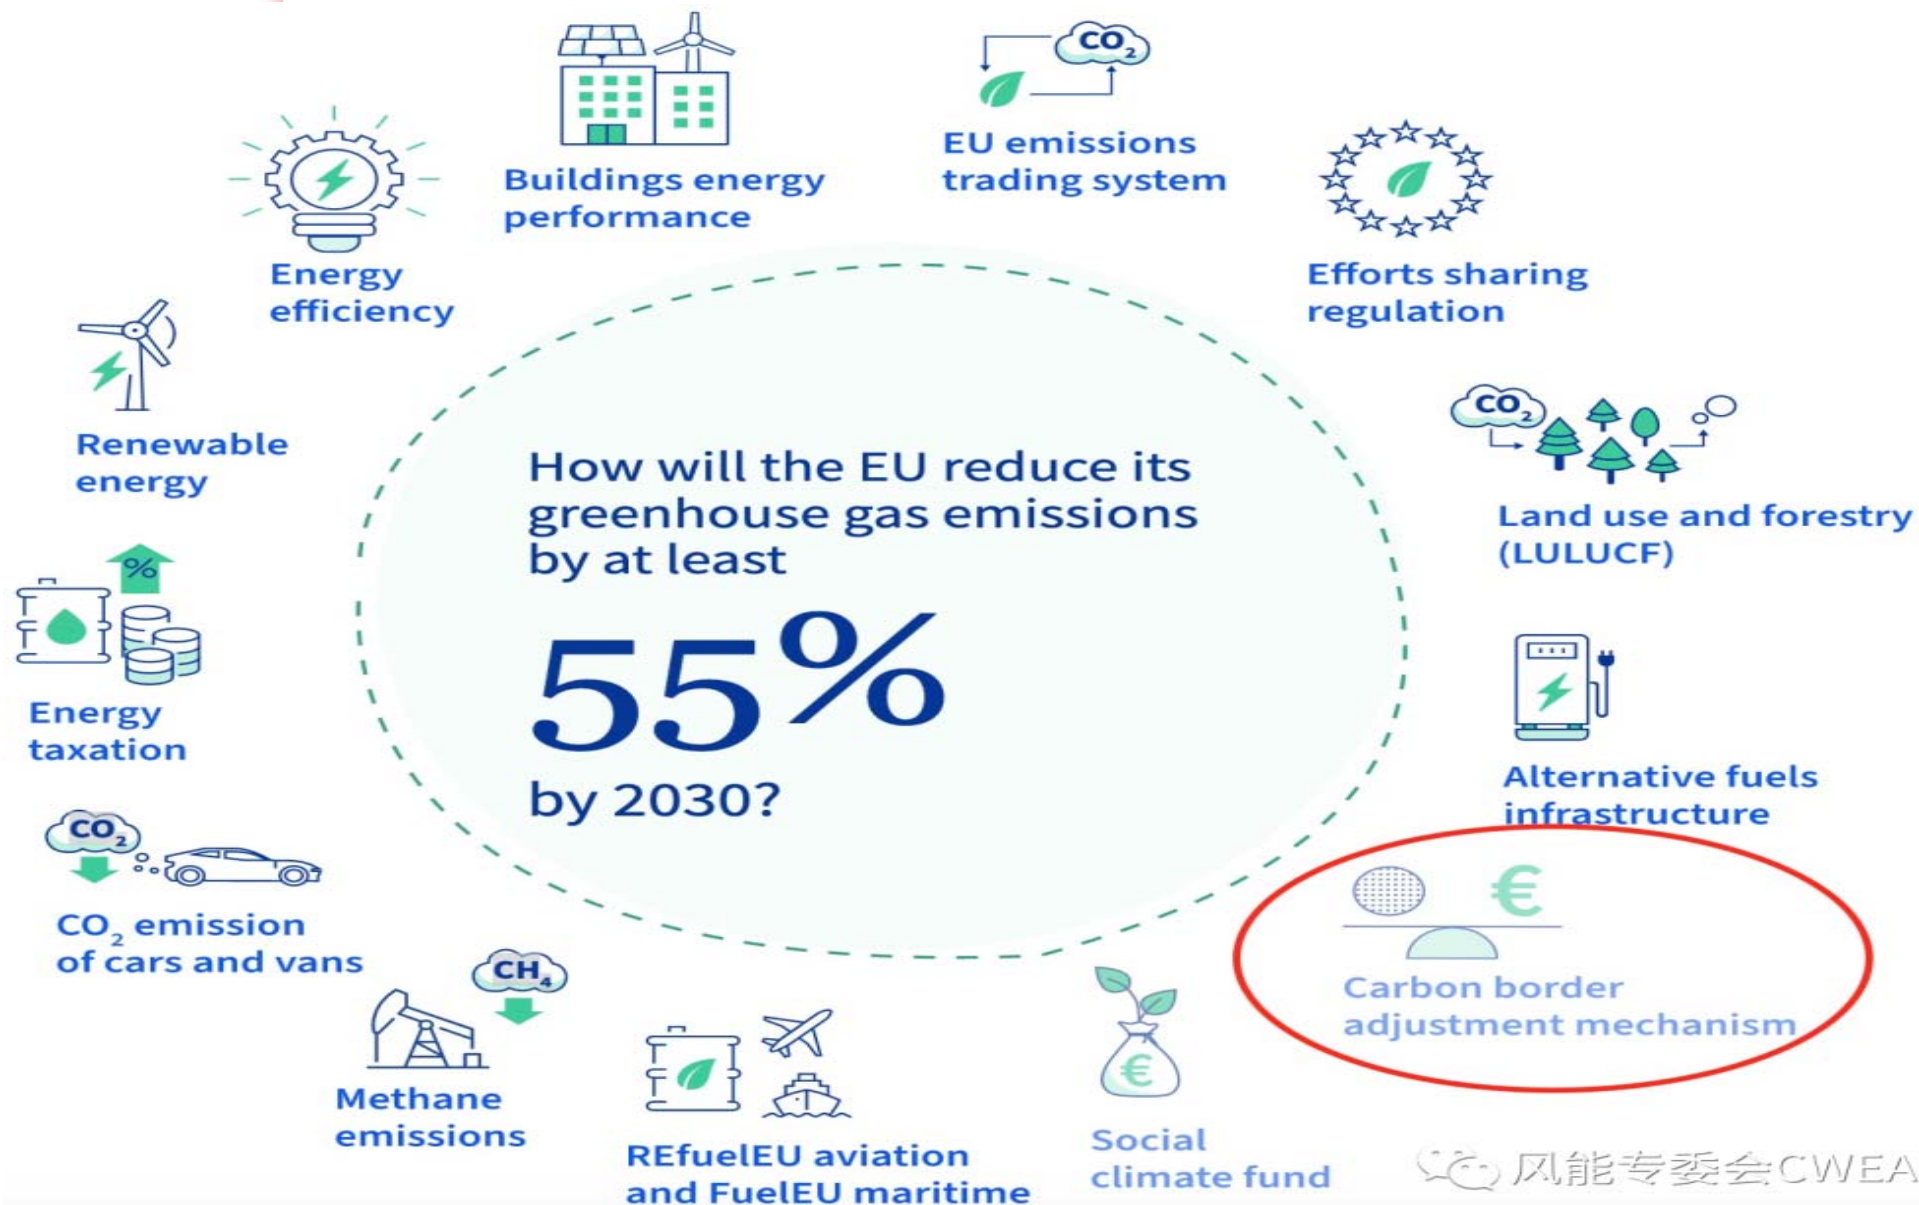 CO₂
EU emissions
trading system
Buildings energy
performance
Efforts sharing
regulation
Energy
efficiency
CO₂
Renewable
energy
Land use and forestry
(LULUCF)
How will the EU reduce its
greenhouse gas emissions
by at least
55%
by 2030?
%
Energy
taxation
Alternative fuels
infrastructure
CO₂
CO₂ emission
of cars and vans
€
Carbon border
adjustment mechanism
CH₄
Methane
emissions
€
Social
climate fund
REfuelEU aviation
and FuelEU maritime
风能专委会CWEA